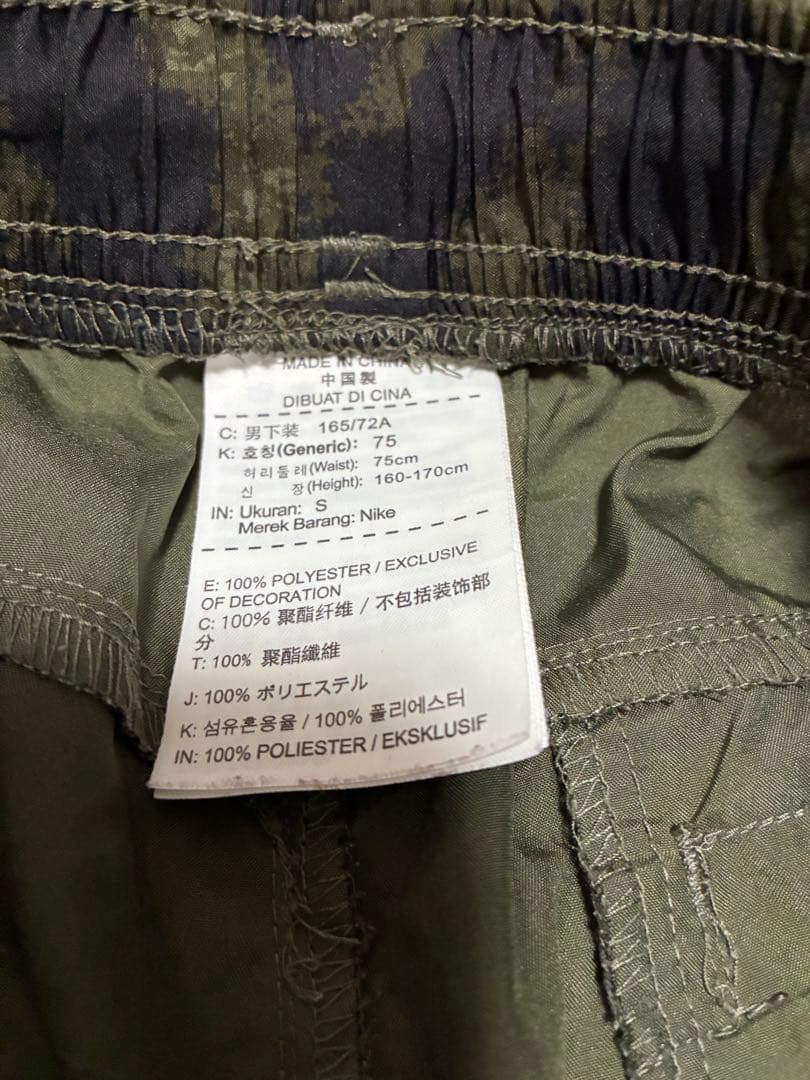 MADE IN CHINA
中国製
DIBUAT DI CINA
C: 男下装 165/72A
K: 호칭(Generic): 75
허리둘레(Waist): 75cm
신 장(Height): 160-170cm
IN: Ukuran: S
Merek Barang: Nike
E: 100% POLYESTER / EXCLUSIVE
OF DECORATION
C: 100% 聚酯纤维 / 不包括装饰部
分
T: 100% 聚酯纖維
J: 100% ポリエステル
K: 섬유혼용율 / 100% 폴리에스터
IN: 100% POLIESTER / EKSKLUSIF